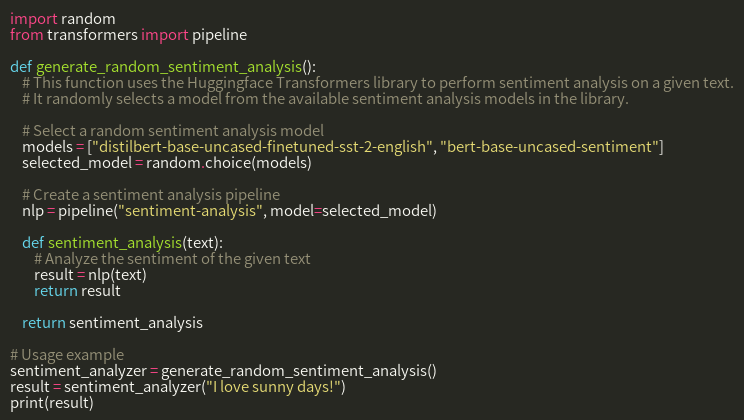 import random
from transformers import pipeline

def generate_random_sentiment_analysis():
    # This function uses the Huggingface Transformers library to perform sentiment analysis on a given text.
    # It randomly selects a model from the available sentiment analysis models in the library.

    # Select a random sentiment analysis model
    models = ["distilbert-base-uncased-finetuned-sst-2-english", "bert-base-uncased-sentiment"]
    selected_model = random.choice(models)

    # Create a sentiment analysis pipeline
    nlp = pipeline("sentiment-analysis", model=selected_model)

    def sentiment_analysis(text):
        # Analyze the sentiment of the given text
        result = nlp(text)
        return result

    return sentiment_analysis

# Usage example
sentiment_analyzer = generate_random_sentiment_analysis()
result = sentiment_analyzer("I love sunny days!")
print(result)